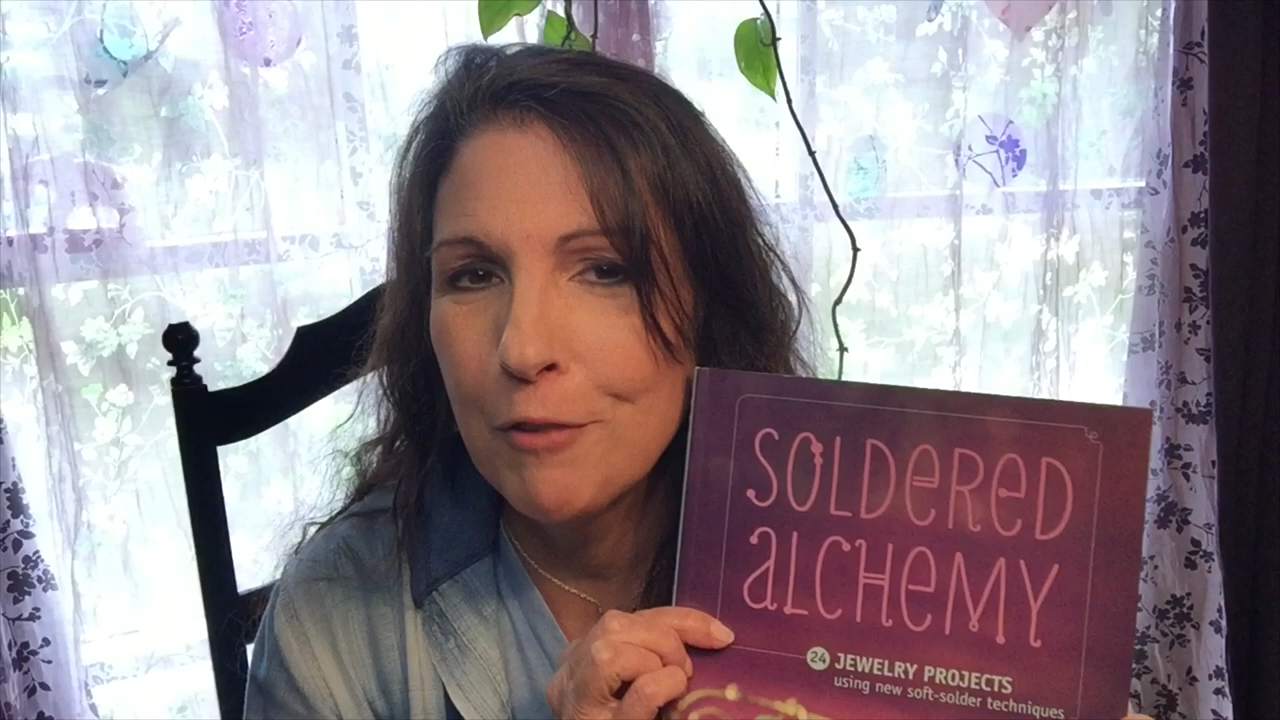 SOLDeReD
aLCHeMY
24 JEWELRY PROJECTS
using new soft-solder techniques